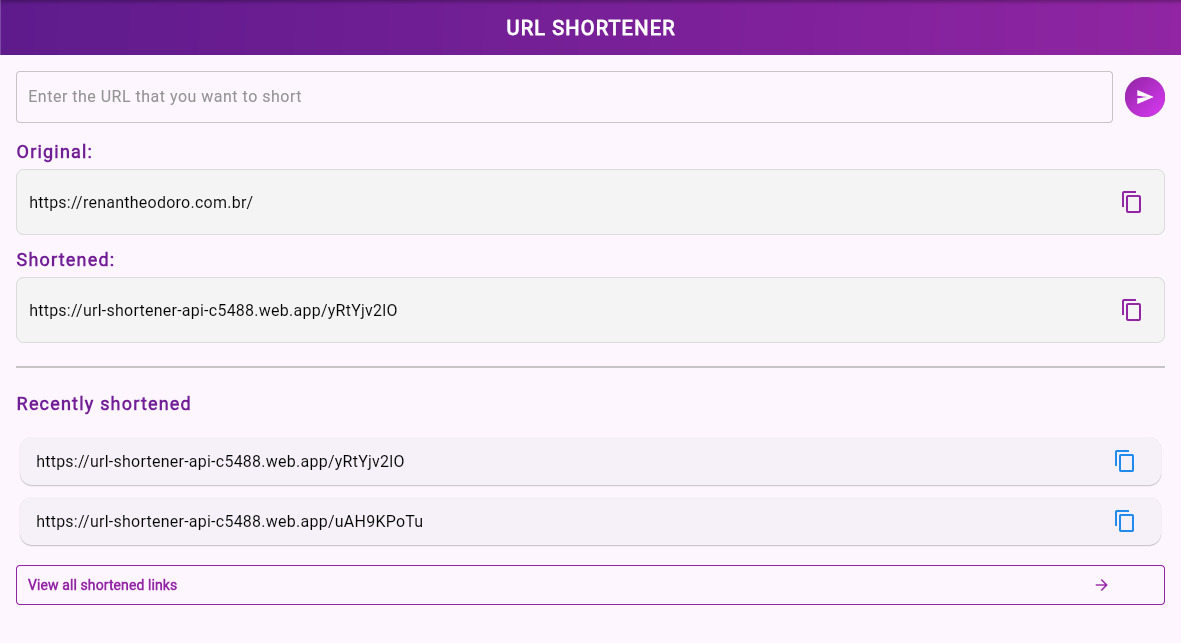 URL SHORTENER
Enter the URL that you want to short
Original:
https://renantheodoro.com.br/
Shortened:
https://url-shortener-api-c5488.web.app/yRtYjv2IO
Recently shortened
https://url-shortener-api-c5488.web.app/yRtYjv2IO
https://url-shortener-api-c5488.web.app/uAH9KPoTu
View all shortened links